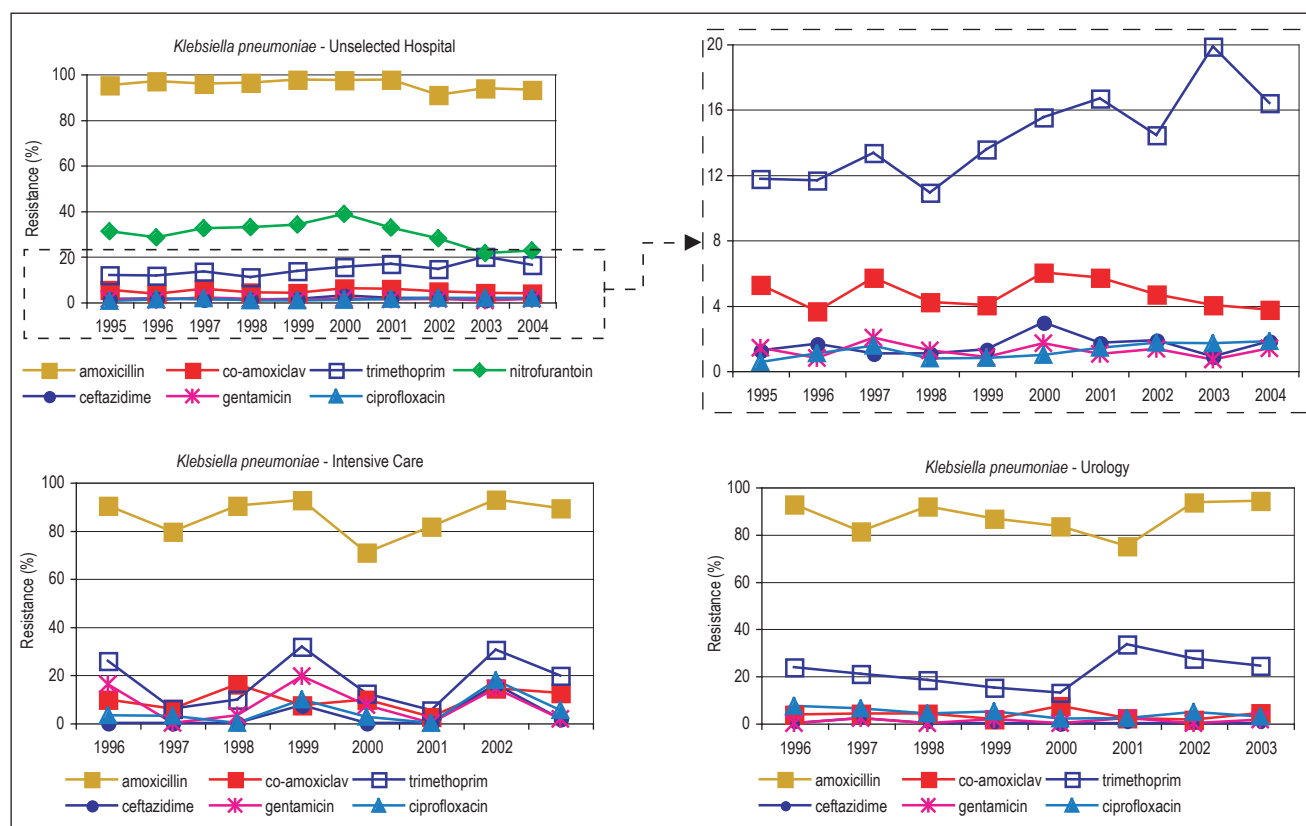 Klebsiella pneumoniae - Unselected Hospital
Resistance (%)
100
80
60
40
20
0
1995 1996 1997 1998 1999 2000 2001 2002 2003 2004
amoxicillin co-amoxiclav trimethoprim nitrofurantoin
ceftazidime gentamicin ciprofloxacin
20
16
12
8
4
0
1995 1996 1997 1998 1999 2000 2001 2002 2003 2004
Klebsiella pneumoniae - Intensive Care
Resistance (%)
100
80
60
40
20
0
1996 1997 1998 1999 2000 2001 2002
amoxicillin co-amoxiclav trimethoprim
ceftazidime gentamicin ciprofloxacin
Klebsiella pneumoniae - Urology
Resistance (%)
100
80
60
40
20
0
1996 1997 1998 1999 2000 2001 2002 2003
amoxicillin co-amoxiclav trimethoprim
ceftazidime gentamicin ciprofloxacin